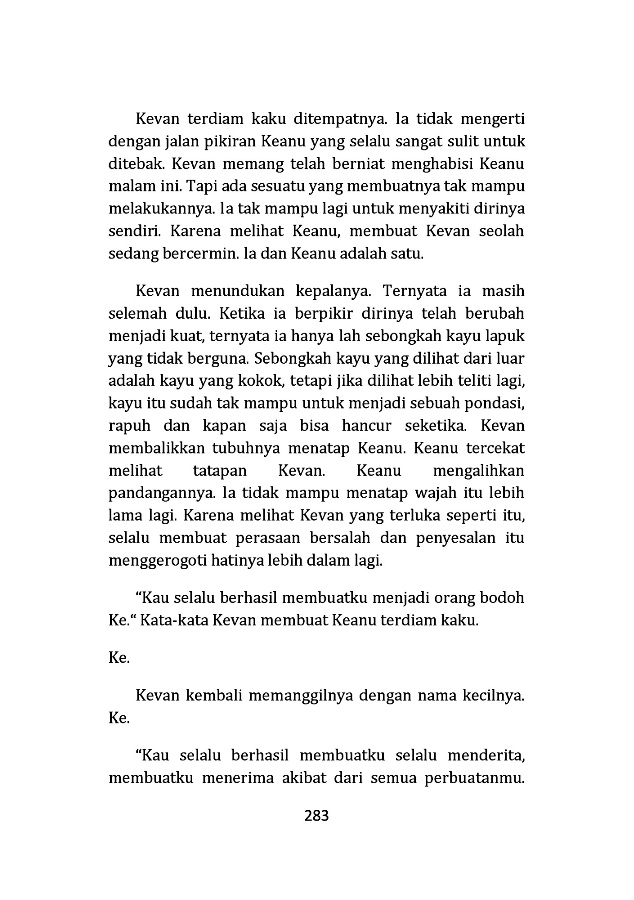 Kevan terdiam kaku ditempatnya. Ia tidak mengerti
dengan jalan pikiran Keanu yang selalu sangat sulit untuk
ditebak. Kevan memang telah berniat menghabisi Keanu
malam ini. Tapi ada sesuatu yang membuatnya tak mampu
melakukannya. Ia tak mampu lagi untuk menyakiti dirinya
sendiri. Karena melihat Keanu, membuat Kevan seolah
sedang bercermin. Ia dan Keanu adalah satu.
Kevan menundukan kepalanya. Ternyata ia masih
selemah dulu. Ketika ia berpikir dirinya telah berubah
menjadi kuat, ternyata ia hanya lah sebongkah kayu lapuk
yang tidak berguna. Sebongkah kayu yang dilihat dari luar
adalah kayu yang kokok, tetapi jika dilihat lebih teliti lagi,
kayu itu sudah tak mampu untuk menjadi sebuah pondasi,
rapuh dan kapan saja bisa hancur seketika. Kevan
membalikkan tubuhnya menatap Keanu. Keanu tercekat
melihat tatapan Kevan. Keanu mengalihkan
pandangannya. Ia tidak mampu menatap wajah itu lebih
lama lagi. Karena melihat Kevan yang terluka seperti itu,
selalu membuat perasaan bersalah dan penyesalan itu
menggerogoti hatinya lebih dalam lagi.
“Kau selalu berhasil membuatku menjadi orang bodoh
Ke.“ Kata-kata Kevan membuat Keanu terdiam kaku.
Ke.
Kevan kembali memanggilnya dengan nama kecilnya.
Ke.
“Kau selalu berhasil membuatku selalu menderita,
membuatku menerima akibat dari semua perbuatanmu.
283